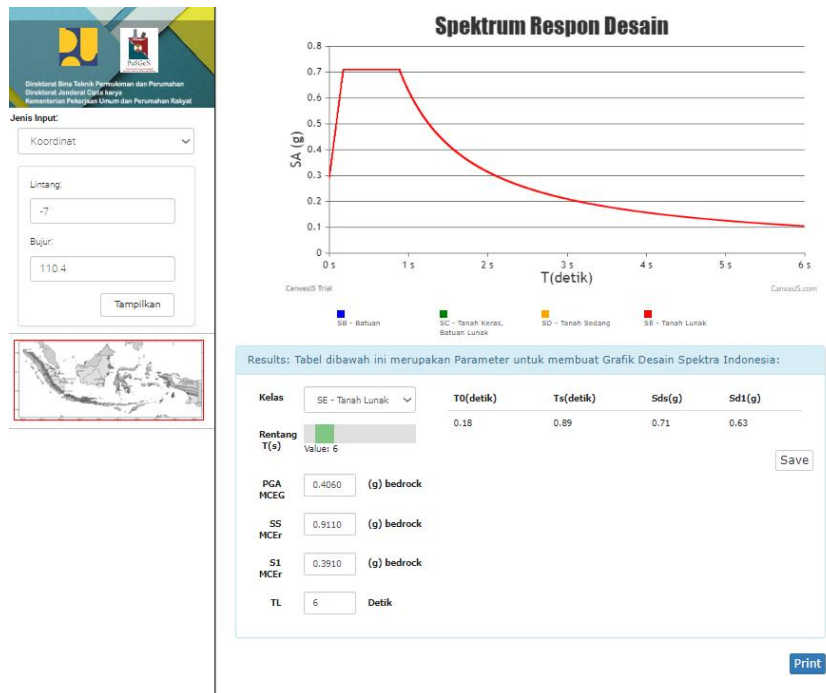 PuSGeN
Direktorat Bina Teknik Permukiman dan Perumahan
Direktorat Jenderal Cipta karya
Kementerian Pekerjaan Umum dan Perumahan Rakyat
Jenis Input:
Koordinat
Lintang:
-7
Bujur:
110.4
Tampilkan
Spektrum Respon Desain
SA (g)
0.8
0.7
0.6
0.5
0.4
0.3
0.2
0.1
0
0 s 1 s 2 s 3 s 4 s 5 s 6 s
T(detik)
CanvasJS Trial
CanvasJS.com
SB - Batuan
SC - Tanah Keras,
Batuan Lunak
SD - Tanah Sedang
SE - Tanah Lunak
Results: Tabel dibawah ini merupakan Parameter untuk membuat Grafik Desain Spektra Indonesia:
Kelas
SE - Tanah Lunak
Rentang
T(s)
Value: 6
PGA
MCEG
0.4060 (g) bedrock
SS
MCEr
0.9110 (g) bedrock
S1
MCEr
0.3910 (g) bedrock
TL 6 Detik
T0(detik) Ts(detik) Sds(g) Sd1(g)
0.18 0.89 0.71 0.63
Save
Print